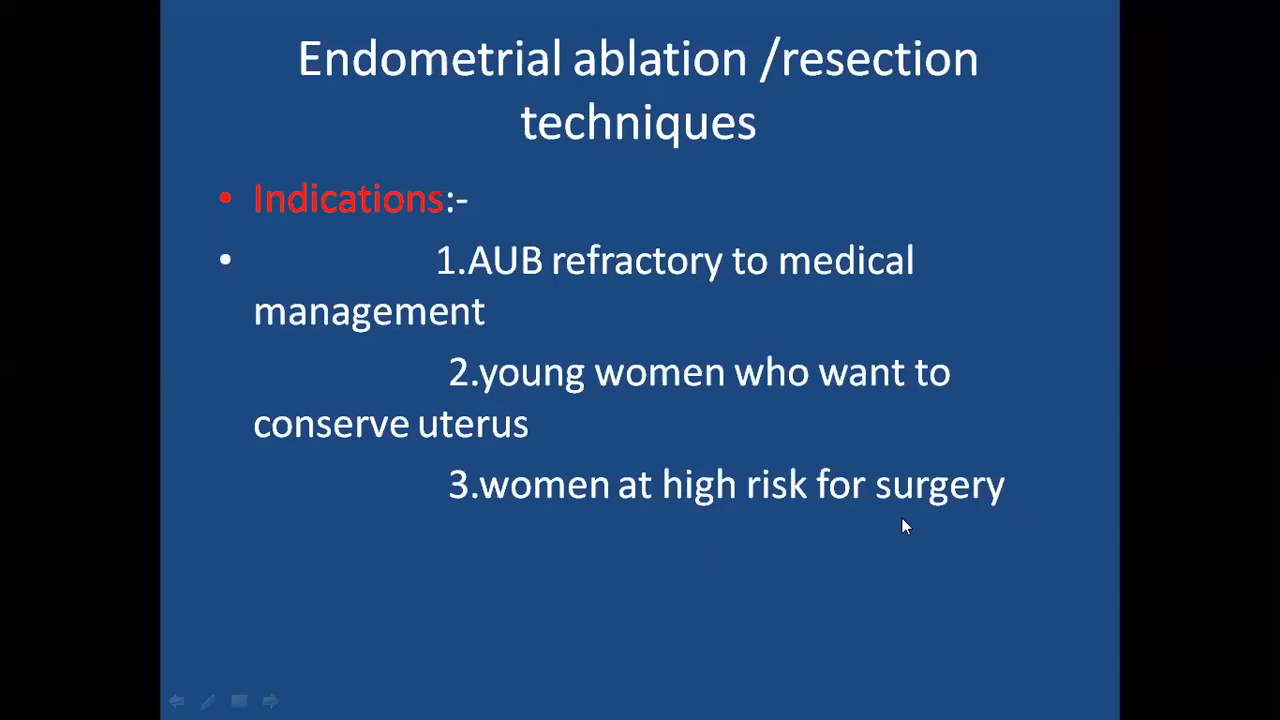 Endometrial ablation /resection
techniques
• Indications:-
• 1.AUB refractory to medical
management
2.young women who want to
conserve uterus
3.women at high risk for surgery